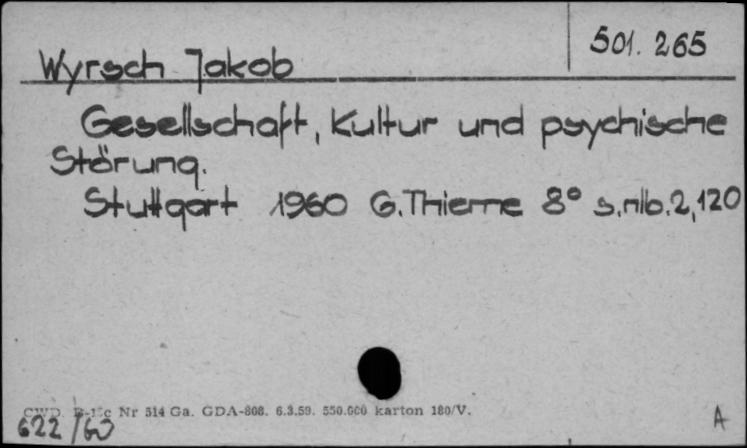 501.265
Wyrsch Jakob
Gesellschaft, Kultur und psychische
Störung.
Stuttgart 1960 G.Thieme 8° s.nlb.2,120
CWD. Nr 514 Ga. GDA-808. 6.3.59. 550.000 karton 180/V.
622/60
A